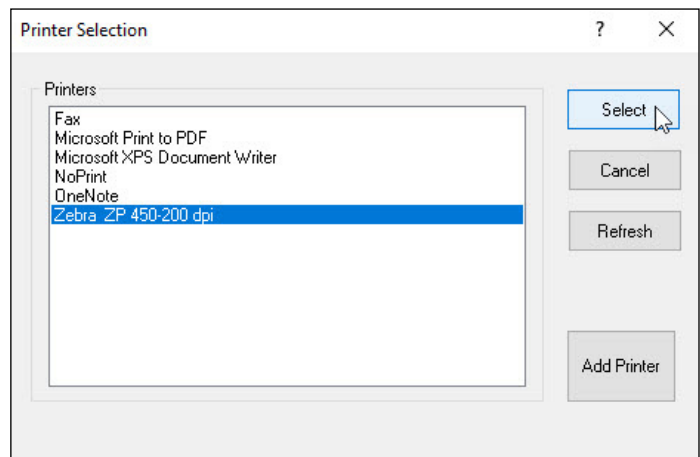 Printer Selection
?
Printers
Fax
Microsoft Print to PDF
Microsoft XPS Document Writer
NoPrint
OneNote
Zebra ZP 450-200 dpi
Select
Cancel
Refresh
Add Printer